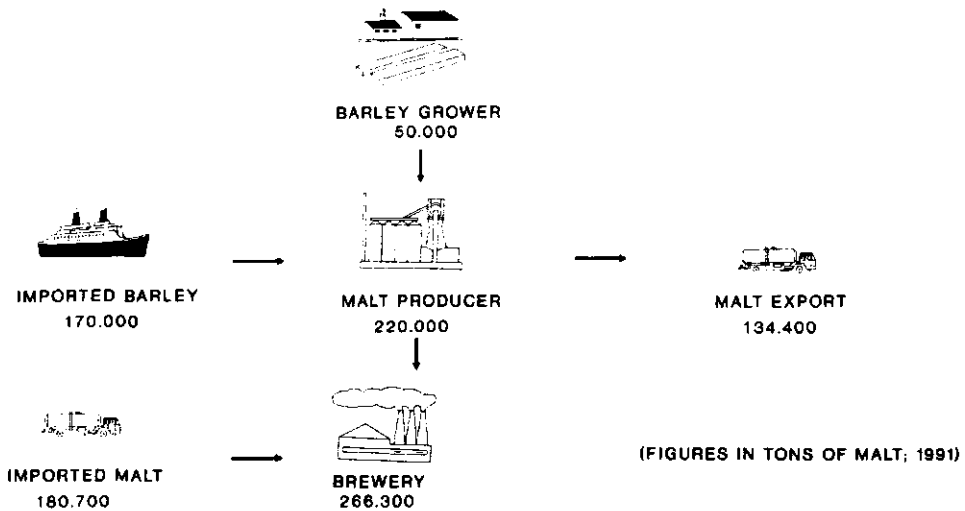 BARLEY GROWER
50.000
IMPORTED BARLEY
170.000
MALT PRODUCER
220.000
MALT EXPORT
134.400
IMPORTED MALT
180.700
BREWERY
266.300
(FIGURES IN TONS OF MALT; 1991)